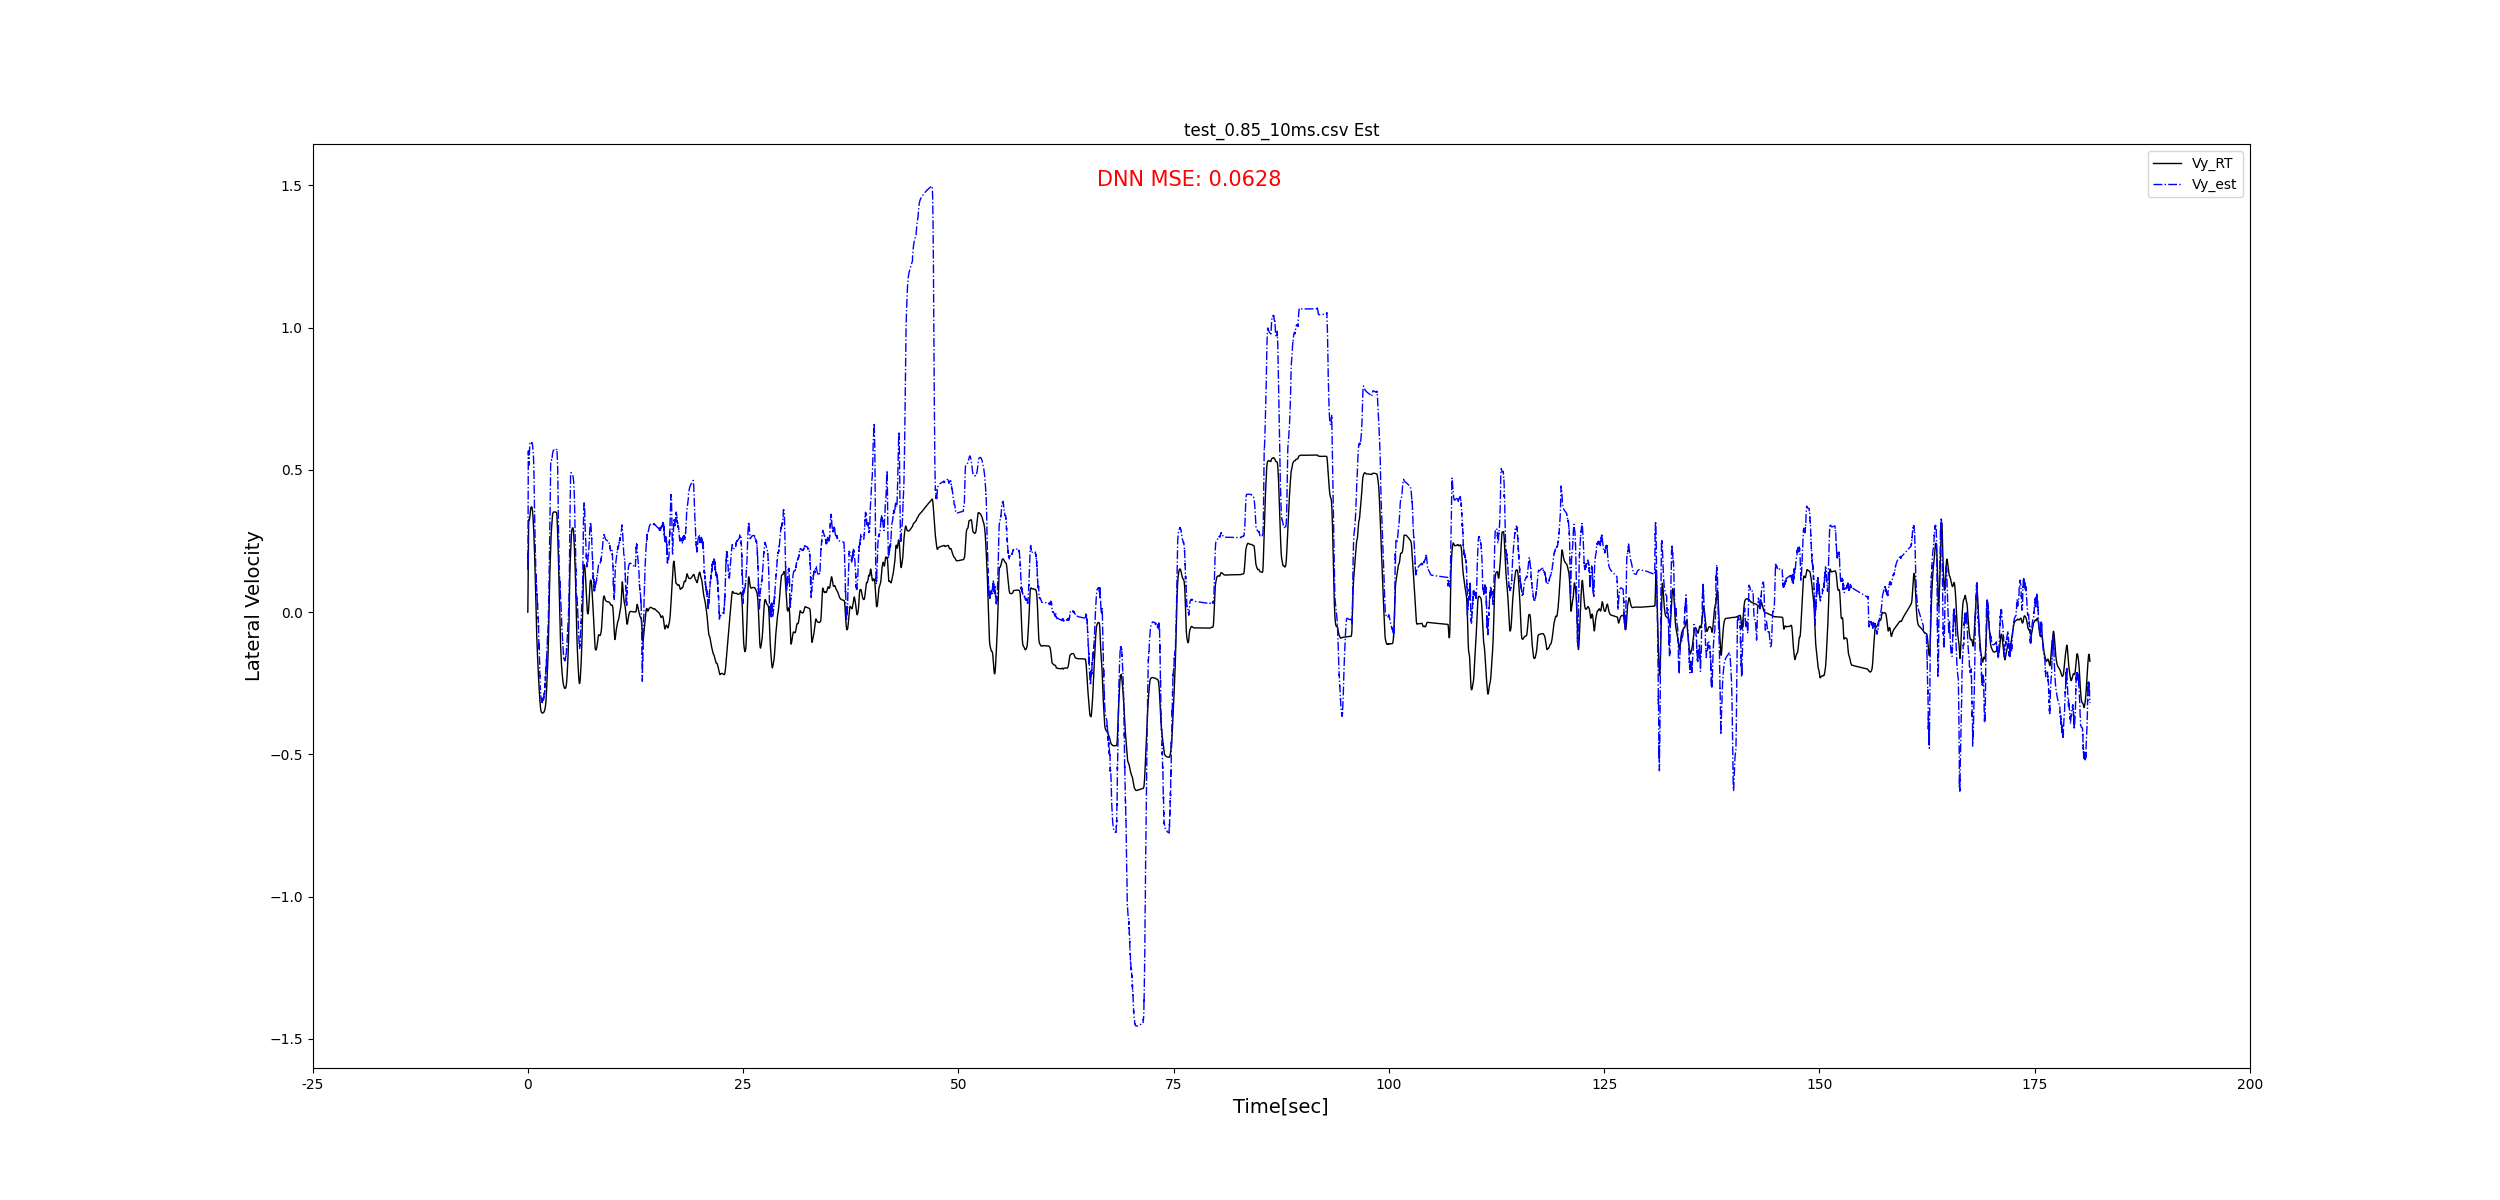 test_0.85_10ms.csv Est
DNN MSE: 0.0628
Vy_RT
Vy_est
1.5
1.0
0.5
0.0
−0.5
−1.0
−1.5
Lateral Velocity
-25 0 25 50 75 100 125 150 175 200
Time[sec]